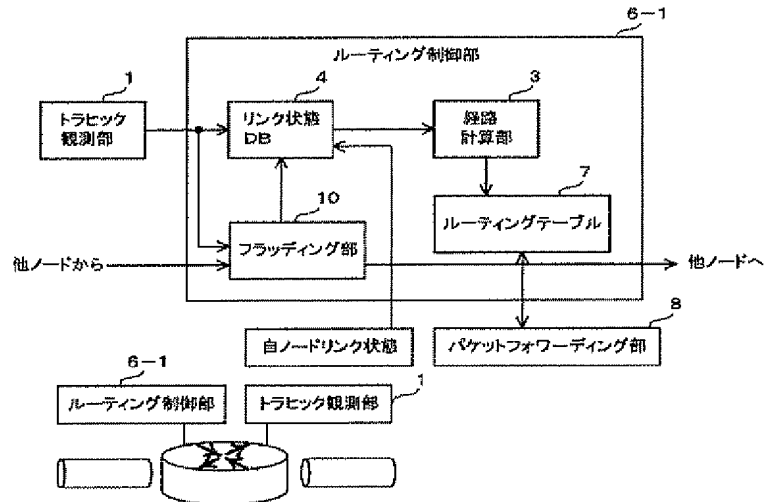 6-1
ルーティング制御部
1
4
3
トラヒック
観測部
リンク状態
DB
経路
計算部
10
7
フラッディング部
ルーティングテーブル
他ノードから
他ノードへ
自ノードリンク状態
8
パケットフォワーディング部
6-1
1
ルーティング制御部
トラヒック観測部